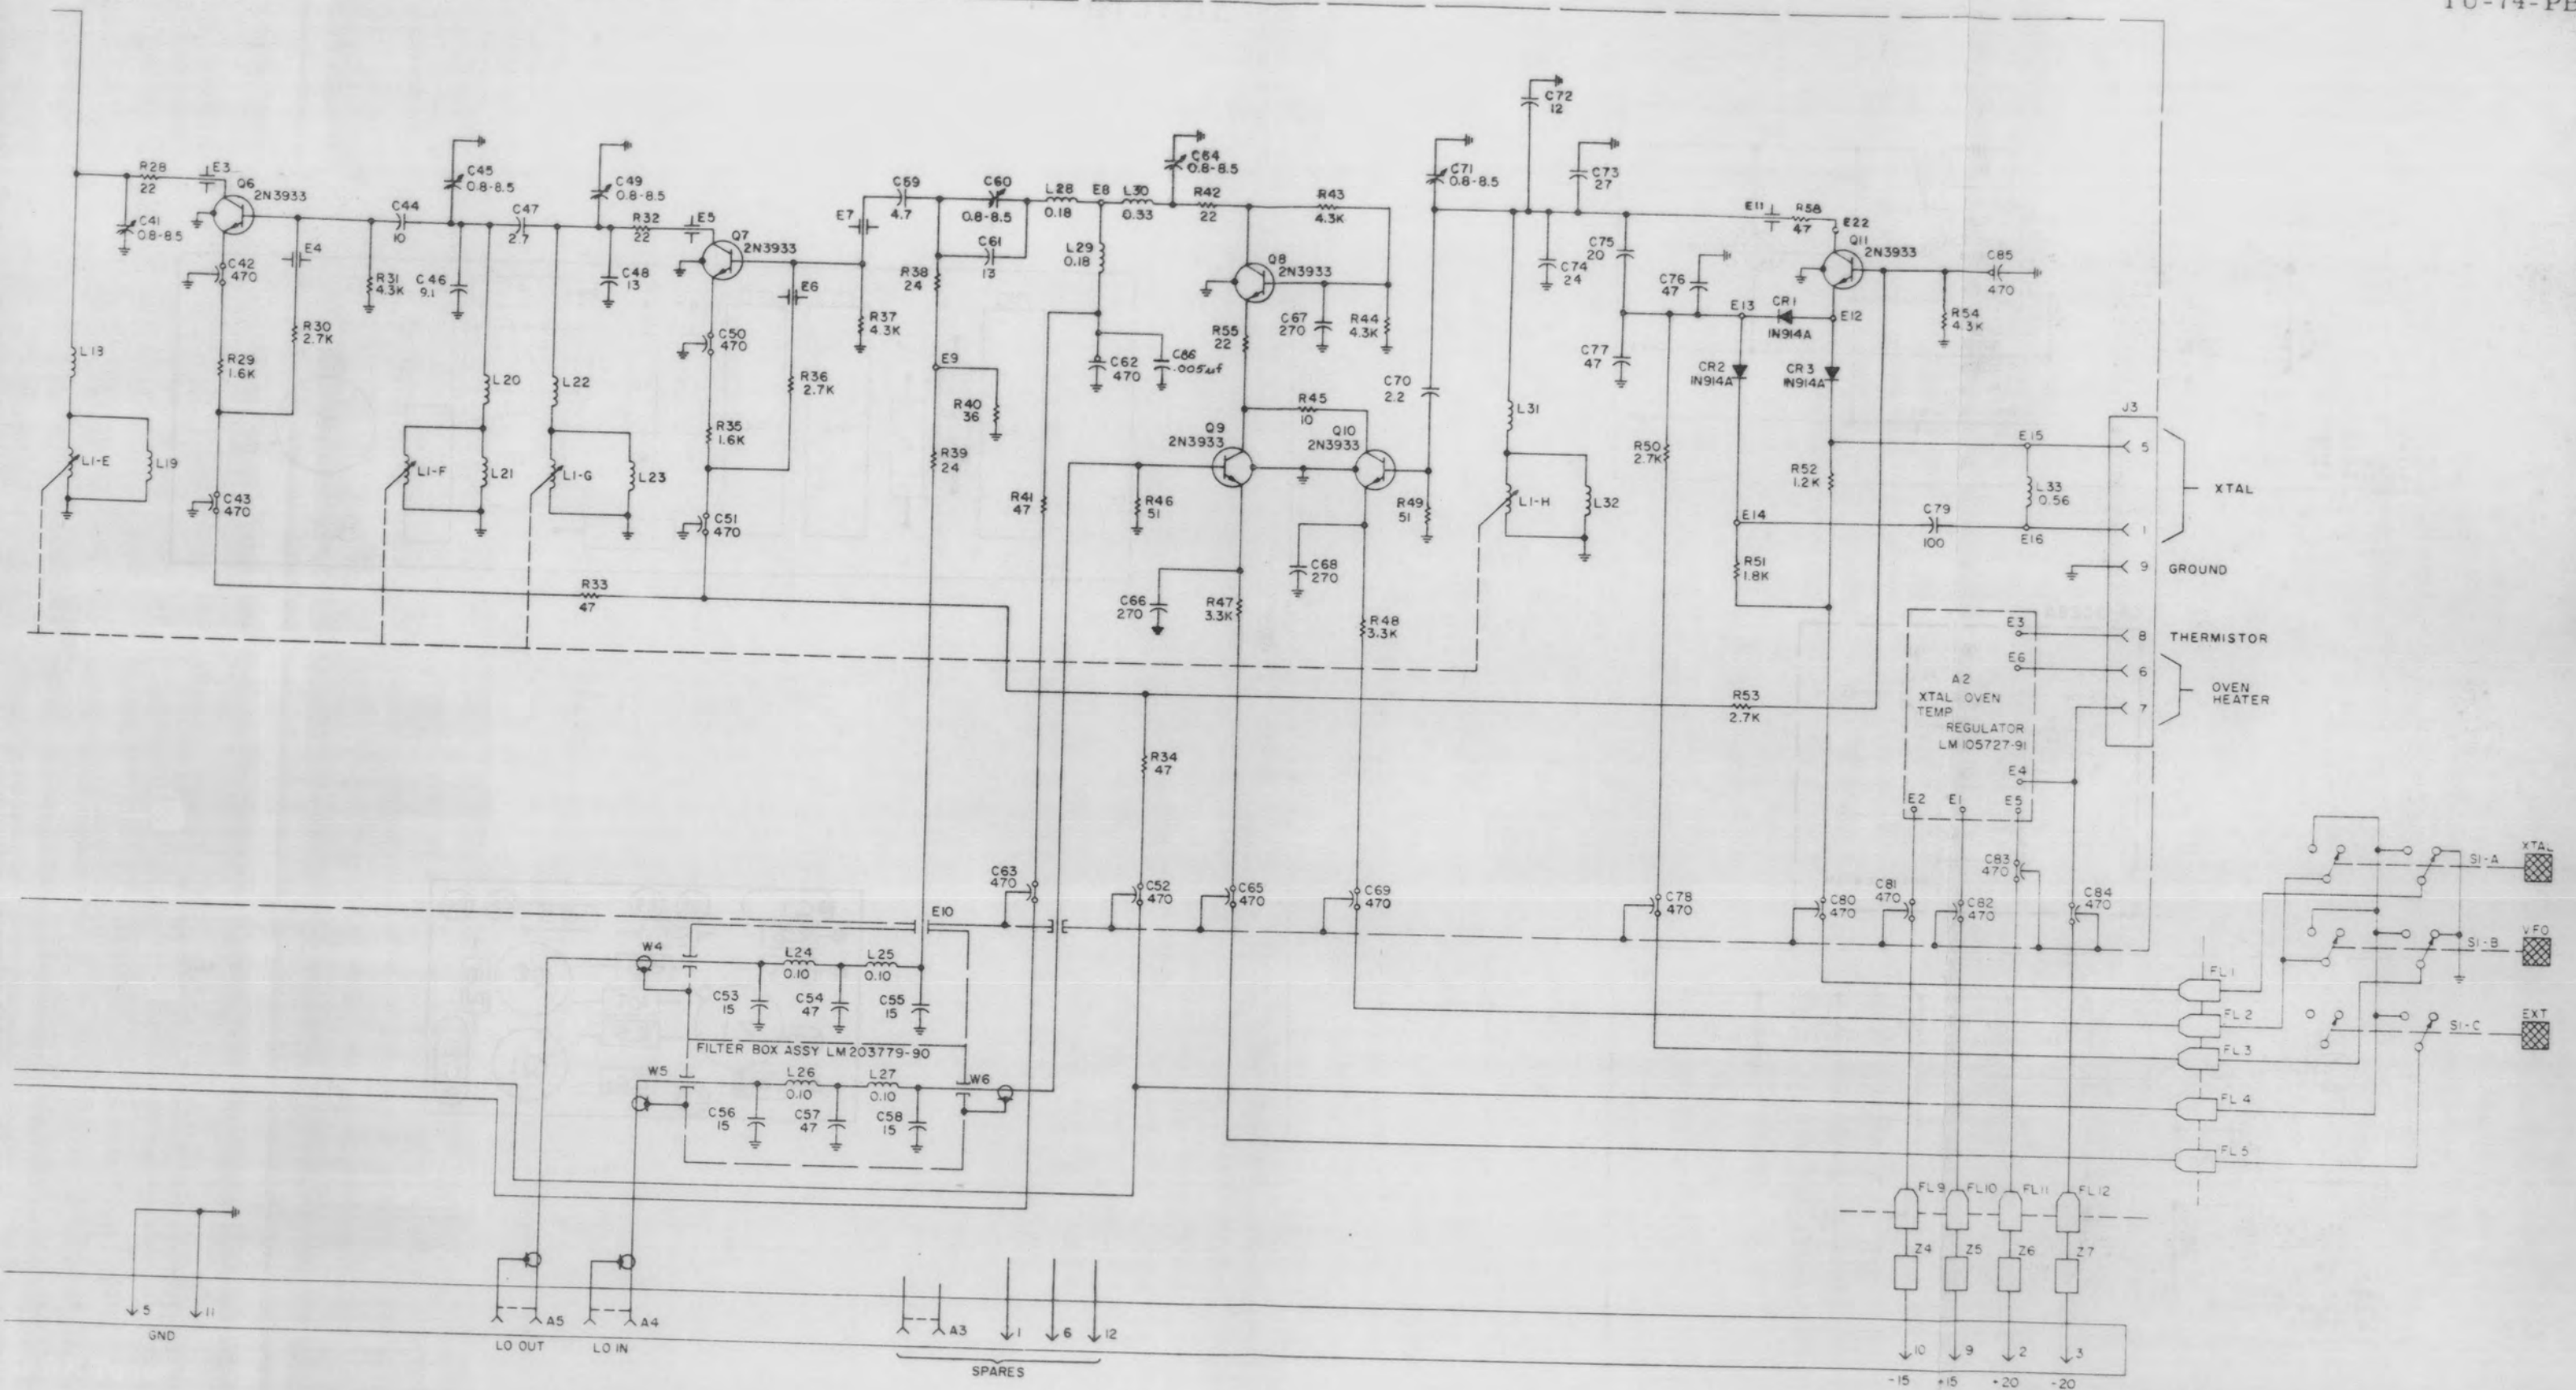 TU-74-PE
C72
12
C45
0.8-8.5
C49
0.8-8.5
C64
0.8-8.5
C71
0.8-8.5
C73
27
R28
22
E3
Q6
2N3933
C41
0.8-8.5
C44
10
C47
2.7
R32
22
E5
Q7
2N3933
E7
C59
4.7
C60
0.8-8.5
L28
0.18
E8
L30
0.33
R42
22
R43
4.3K
E11
R58
47
E22
Q11
2N3933
C85
470
C42
470
E4
R31
4.3K
C46
9.1
C48
13
E6
R38
24
C61
13
L29
0.18
Q8
2N3933
C74
24
C75
20
C76
47
E13
CR1
IN914A
E12
R54
4.3K
R30
2.7K
R37
4.3K
C50
470
R55
22
C67
270
R44
4.3K
L18
R29
1.6K
L20
L22
R36
2.7K
E9
C62
470
C86
.005uf
C70
2.2
C77
47
CR2
IN914A
CR3
IN914A
R40
36
R45
10
L31
J3
R35
1.6K
Q9
2N3933
Q10
2N3933
L1-E
L19
L1-F
L21
L1-G
L23
R39
24
R50
2.7K
R52
1.2K
E15
5
L33
0.56
XTAL
C43
470
C51
470
R41
47
R46
51
R49
51
L1-H
L32
E14
C79
100
E16
1
R33
47
C66
270
R47
3.3K
C68
270
R48
3.3K
R51
1.8K
9 GROUND
E3
8 THERMISTOR
E6
6
7
OVEN
HEATER
A2
XTAL OVEN
TEMP
REGULATOR
LM 105727-91
R53
2.7K
R34
47
E4
E2
E1
E5
C63
470
C52
470
C65
470
C69
470
C78
470
C80
470
C81
470
C82
470
C83
470
C84
470
S1-A
XTAL
E10
W4
L24
0.10
L25
0.10
C53
15
C54
47
C55
15
S1-B
VFO
FL1
FL2
FL3
S1-C
EXT
FILTER BOX ASSY LM203779-90
W5
L26
0.10
L27
0.10
W6
C56
15
C57
47
C58
15
FL4
FL5
FL9
FL10
FL11
FL12
Z4
Z5
Z6
Z7
5
11
GND
A5
LO OUT
A4
LO IN
A3
1
6
12
SPARES
10
9
2
3
-15
+15
+20
-20